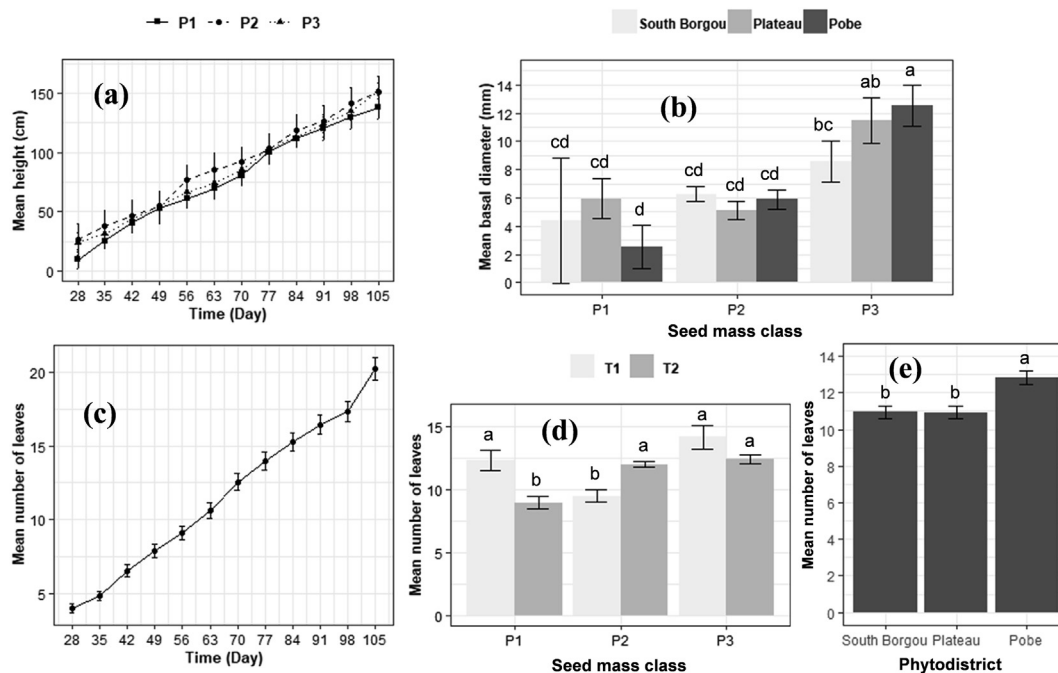 P1 P2 P3
(a)
Mean height (cm)
150
100
50
0
28 35 42 49 56 63 70 77 84 91 98 105
Time (Day)
South Borgou Plateau Pobe
(b)
Mean basal diameter (mm)
14
12
10
8
6
4
2
0
cd cd d cd cd cd bc ab a
P1 P2 P3
Seed mass class
(c)
Mean number of leaves
20
15
10
5
28 35 42 49 56 63 70 77 84 91 98 105
Time (Day)
T1 T2
(d)
Mean number of leaves
15
10
5
0
a b b a a a
P1 P2 P3
Seed mass class
(e)
Mean number of leaves
14
12
10
8
6
4
2
0
b b a
South Borgou Plateau Pobe
Phytodistrict